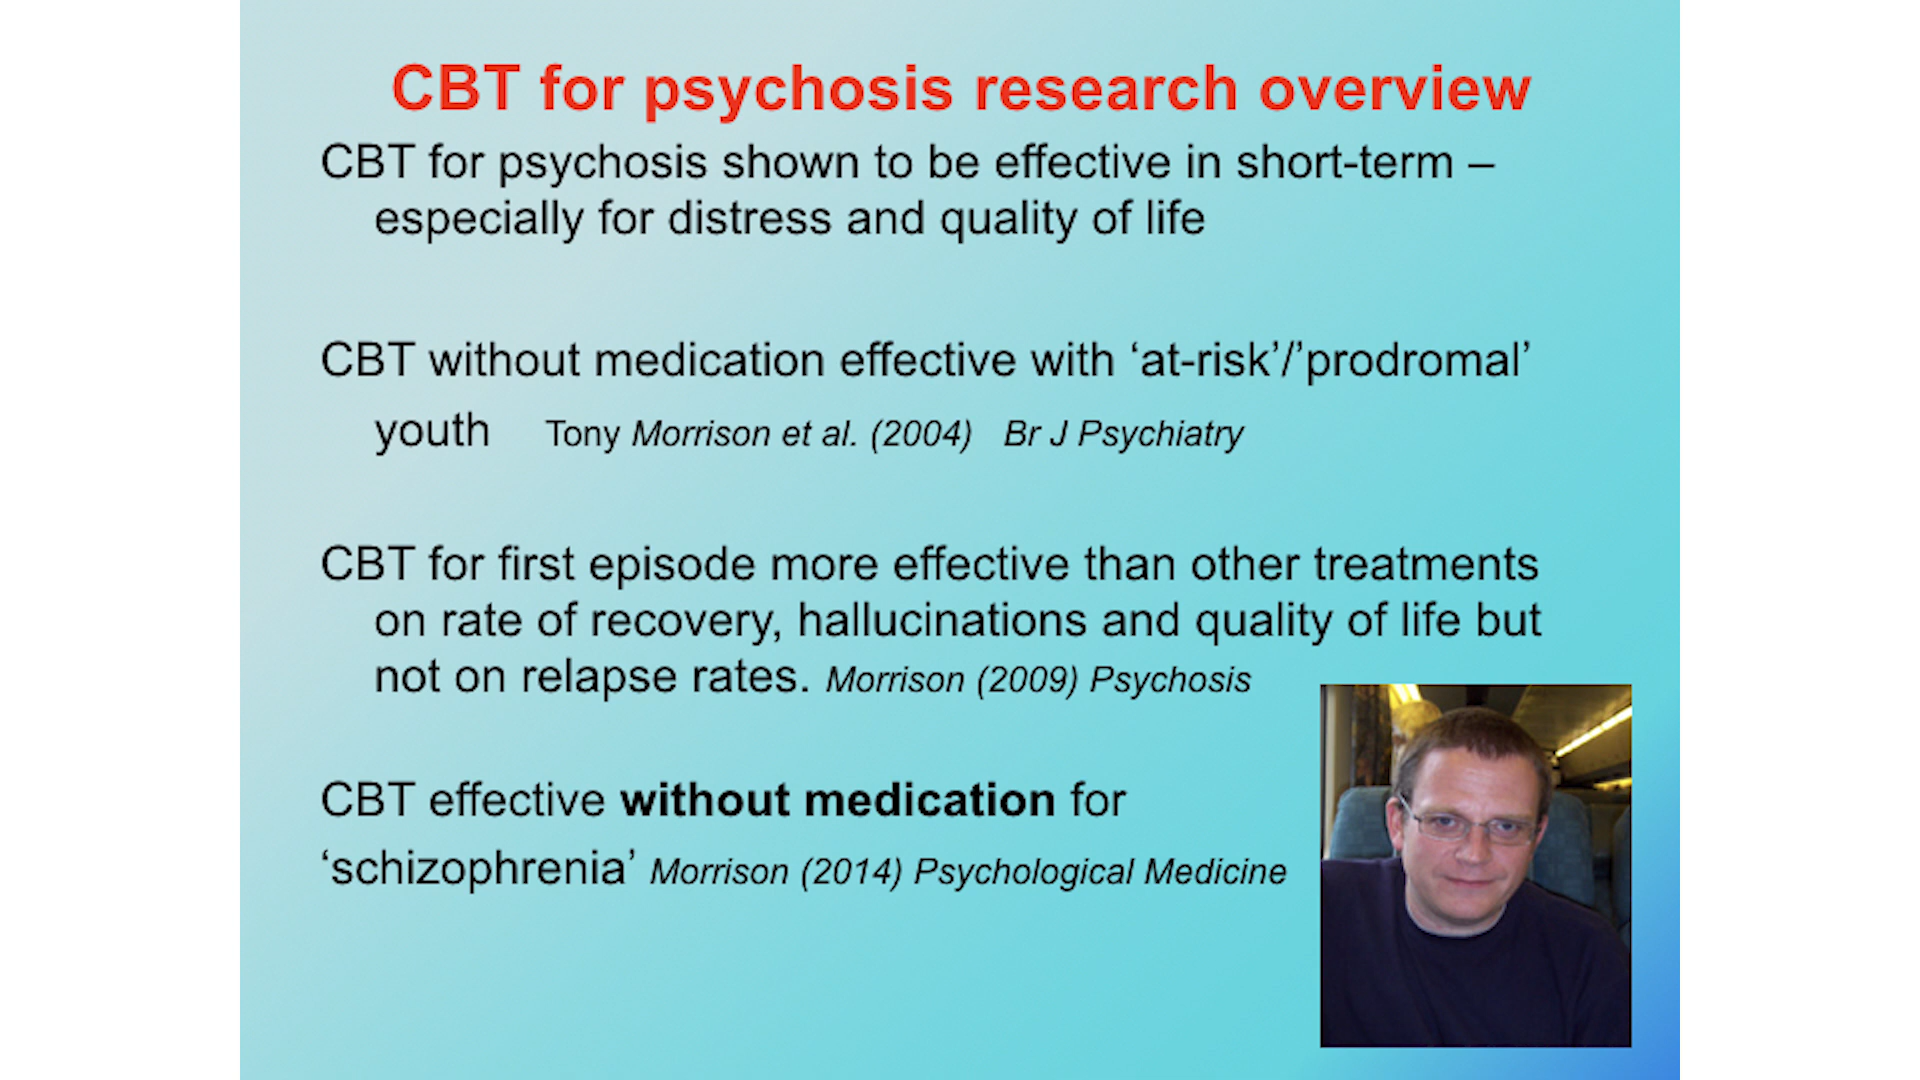 CBT for psychosis research overview
CBT for psychosis shown to be effective in short-term –
especially for distress and quality of life
CBT without medication effective with ‘at-risk’/’prodromal’
youth Tony Morrison et al. (2004) Br J Psychiatry
CBT for first episode more effective than other treatments
on rate of recovery, hallucinations and quality of life but
not on relapse rates. Morrison (2009) Psychosis
CBT effective without medication for
‘schizophrenia’ Morrison (2014) Psychological Medicine